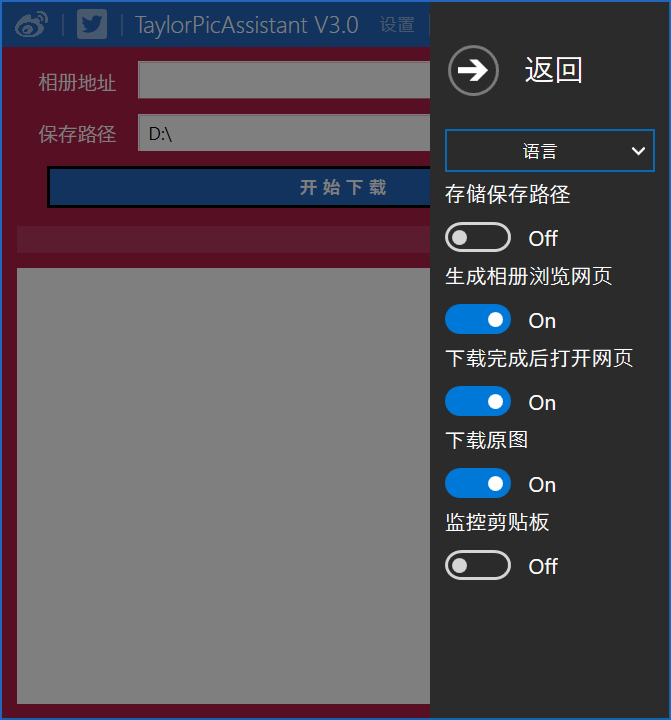 TaylorPicAssistant V3.0 设置
相册地址
保存路径 D:\
开始下载
返回
语言
存储保存路径
Off
生成相册浏览网页
On
下载完成后打开网页
On
下载原图
On
监控剪贴板
Off